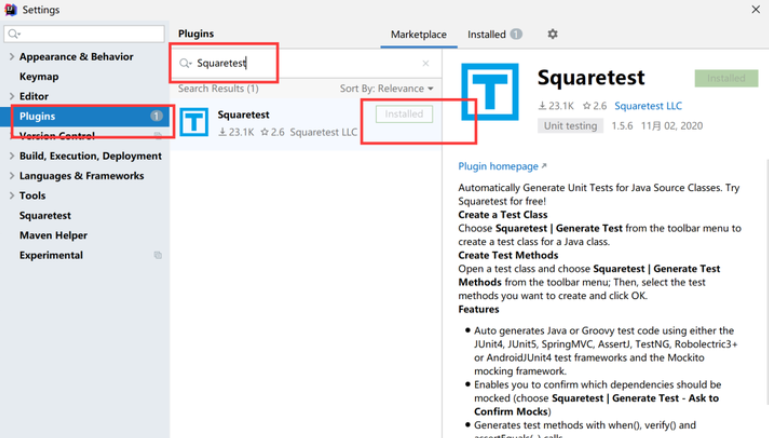 Settings
Plugins
Marketplace
Installed 1
Appearance & Behavior
Keymap
Editor
Plugins 1
Version Control
Build, Execution, Deployment
Languages & Frameworks
Tools
Squaretest
Maven Helper
Experimental
Squaretest
Search Results (1)
Sort By: Relevance
Squaretest
23.1K 2.6 Squaretest LLC
Installed
T
T
Squaretest
Installed
23.1K 2.6 Squaretest LLC
Unit testing 1.5.6 11月 02, 2020
Plugin homepage
Automatically Generate Unit Tests for Java Source Classes. Try
Squaretest for free!
Create a Test Class
Choose Squaretest | Generate Test from the toolbar menu to
create a test class for a Java class.
Create Test Methods
Open a test class and choose Squaretest | Generate Test
Methods from the toolbar menu; Then, select the test
methods you want to create and click OK.
Features
Auto generates Java or Groovy test code using either the
JUnit4, JUnit5, SpringMVC, AssertJ, TestNG, Robolectric3+
or AndroidJUnit4 test frameworks and the Mockito
mocking framework.
Enables you to confirm which dependencies should be
mocked (choose Squaretest | Generate Test - Ask to
Confirm Mocks)
Generates test methods with when(), verify() and
assertEquals(..) calls